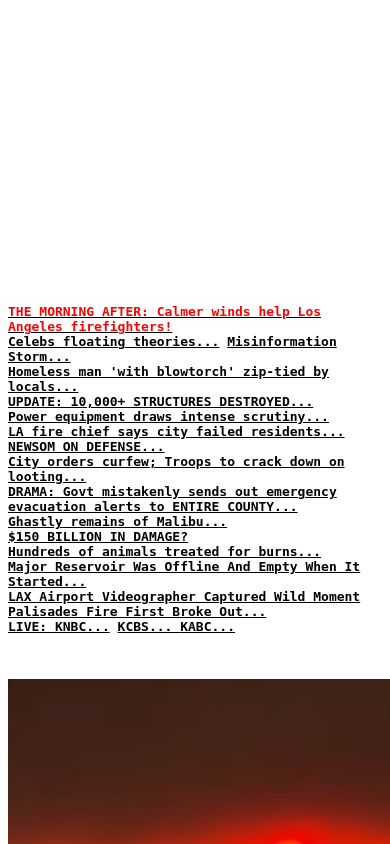 THE MORNING AFTER: Calmer winds help Los
Angeles firefighters!
Celebs floating theories... Misinformation
Storm...
Homeless man 'with blowtorch' zip-tied by
locals...
UPDATE: 10,000+ STRUCTURES DESTROYED...
Power equipment draws intense scrutiny...
LA fire chief says city failed residents...
NEWSOM ON DEFENSE...
City orders curfew; Troops to crack down on
looting...
DRAMA: Govt mistakenly sends out emergency
evacuation alerts to ENTIRE COUNTY...
Ghastly remains of Malibu...
$150 BILLION IN DAMAGE?
Hundreds of animals treated for burns...
Major Reservoir Was Offline And Empty When It
Started...
LAX Airport Videographer Captured Wild Moment
Palisades Fire First Broke Out...
LIVE: KNBC... KCBS... KABC...